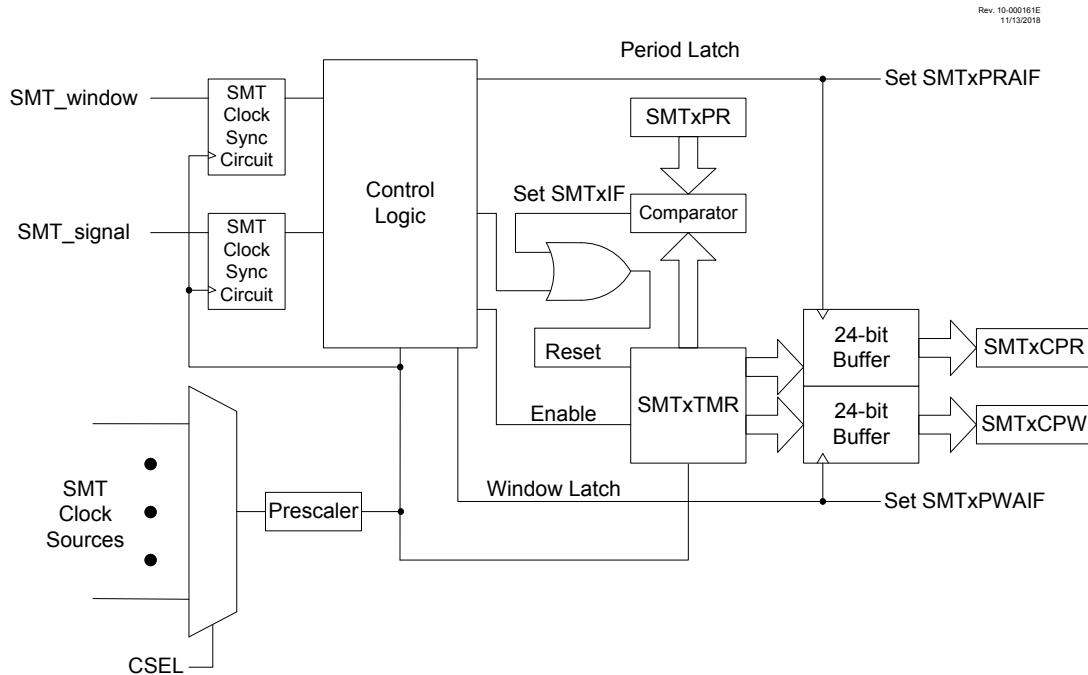 Rev. 10-000161E
11/13/2018
Period Latch
SMT_window
SMT
Clock
Sync
Circuit
Set SMTxPRAIF
SMTxPR
Control
Logic
Set SMTxIF
Comparator
SMT_signal
SMT
Clock
Sync
Circuit
Reset
SMTxTMR
24-bit
Buffer
SMTxCPR
Enable
24-bit
Buffer
SMTxCPW
Window Latch
Set SMTxPWAIF
SMT
Clock
Sources
Prescaler
CSEL